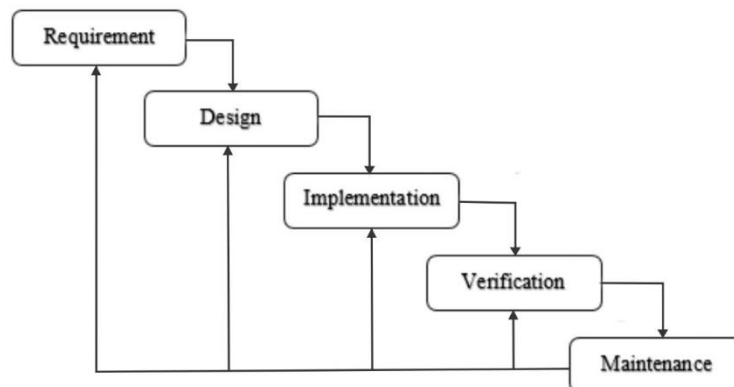 Requirement
Design
Implementation
Verification
Maintenance